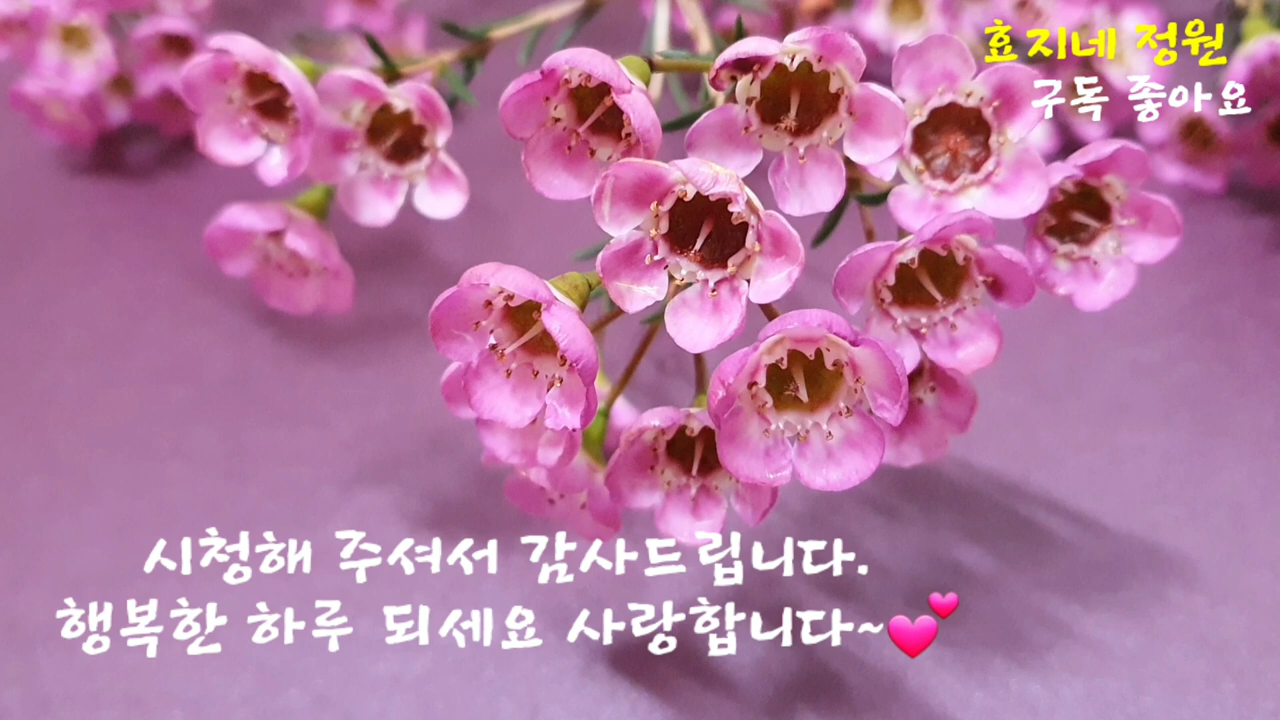 효지네 정원
구독 좋아요
시청해 주셔서 감사드립니다.
행복한 하루 되세요 사랑합니다~💕